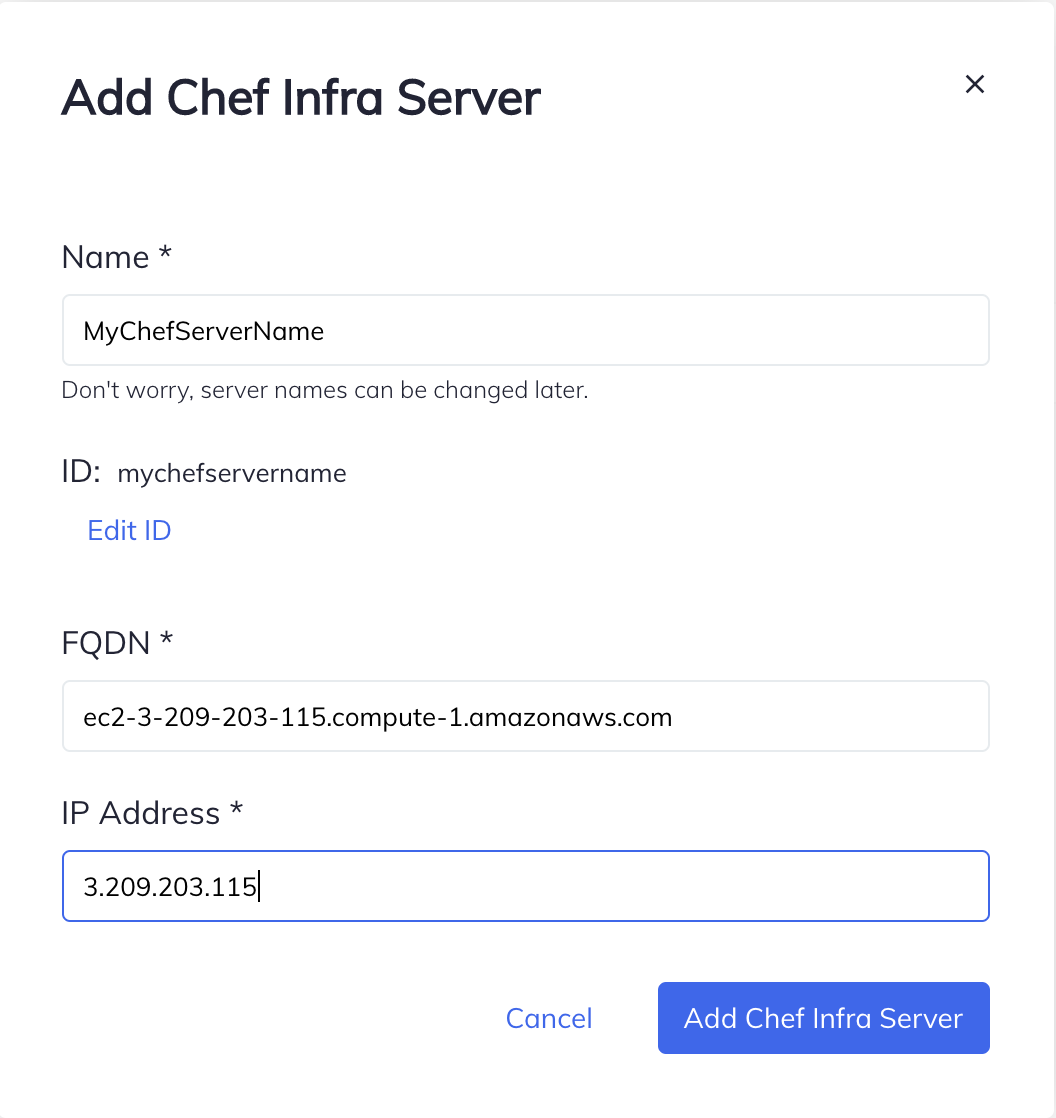 Add Chef Infra Server
Name *
MyChefServerName
Don't worry, server names can be changed later.
ID: mychefservername
Edit ID
FQDN *
ec2-3-209-203-115.compute-1.amazonaws.com
IP Address *
3.209.203.115
Cancel Add Chef Infra Server